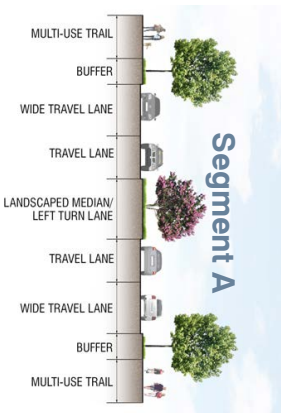 MULTI-USE TRAIL
BUFFER
WIDE TRAVEL LANE
TRAVEL LANE
LANDSCAPED MEDIAN/
LEFT TURN LANE
TRAVEL LANE
WIDE TRAVEL LANE
BUFFER
MULTI-USE TRAIL
Segment A